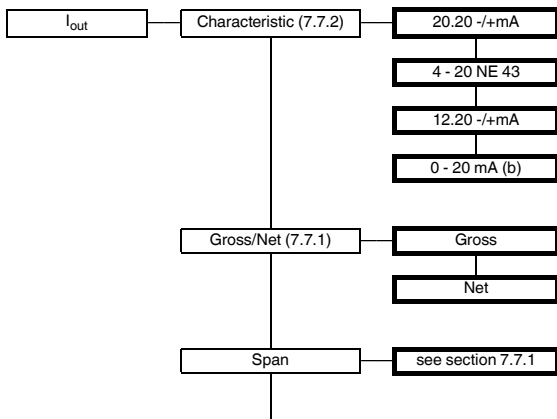 Iout
Characteristic (7.7.2)
20.20 -/+mA
4 - 20 NE 43
12.20 -/+mA
0 - 20 mA (b)
Gross/Net (7.7.1)
Gross
Net
Span
see section 7.7.1